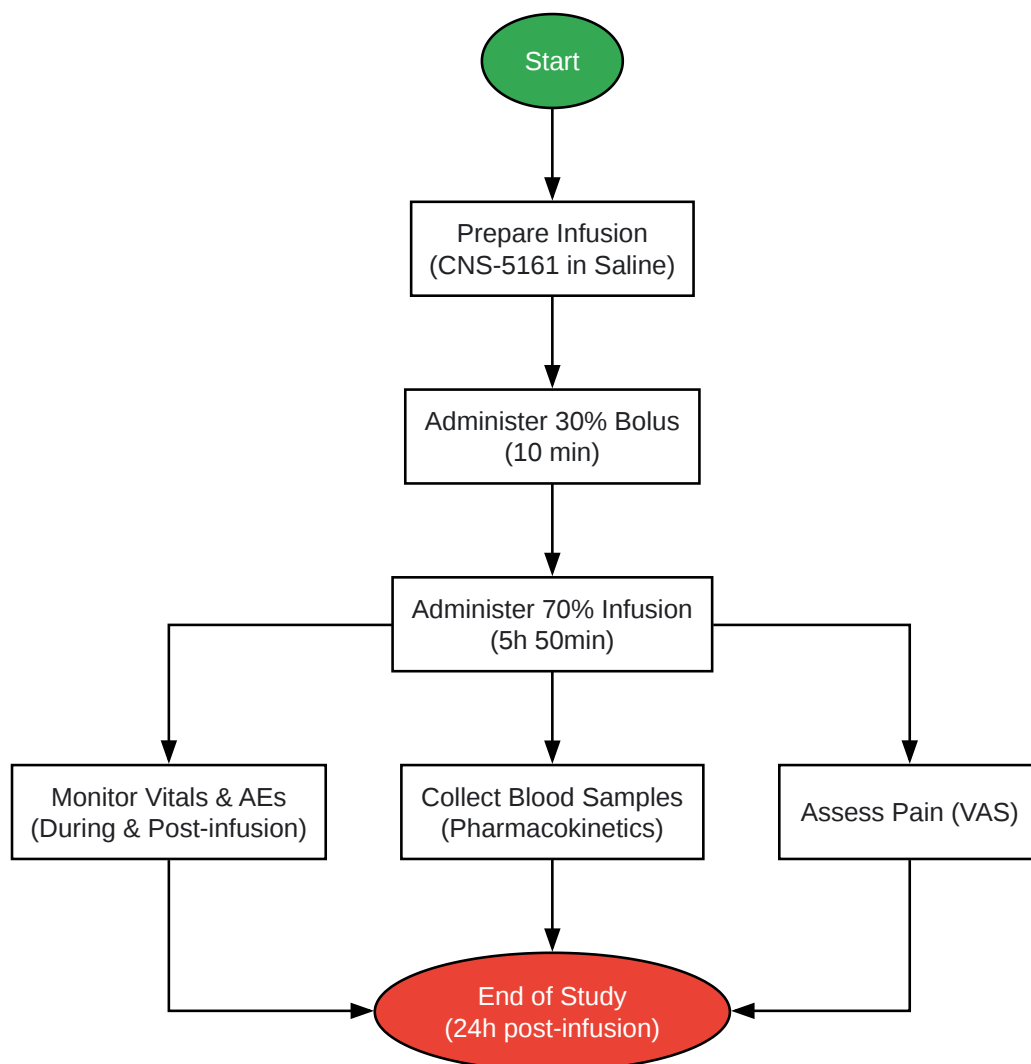 Start
Prepare Infusion
(CNS-5161 in Saline)
Administer 30% Bolus
(10 min)
Administer 70% Infusion
(5h 50min)
Monitor Vitals & AEs
(During & Post-infusion)
Collect Blood Samples
(Pharmacokinetics)
Assess Pain (VAS)
End of Study
(24h post-infusion)